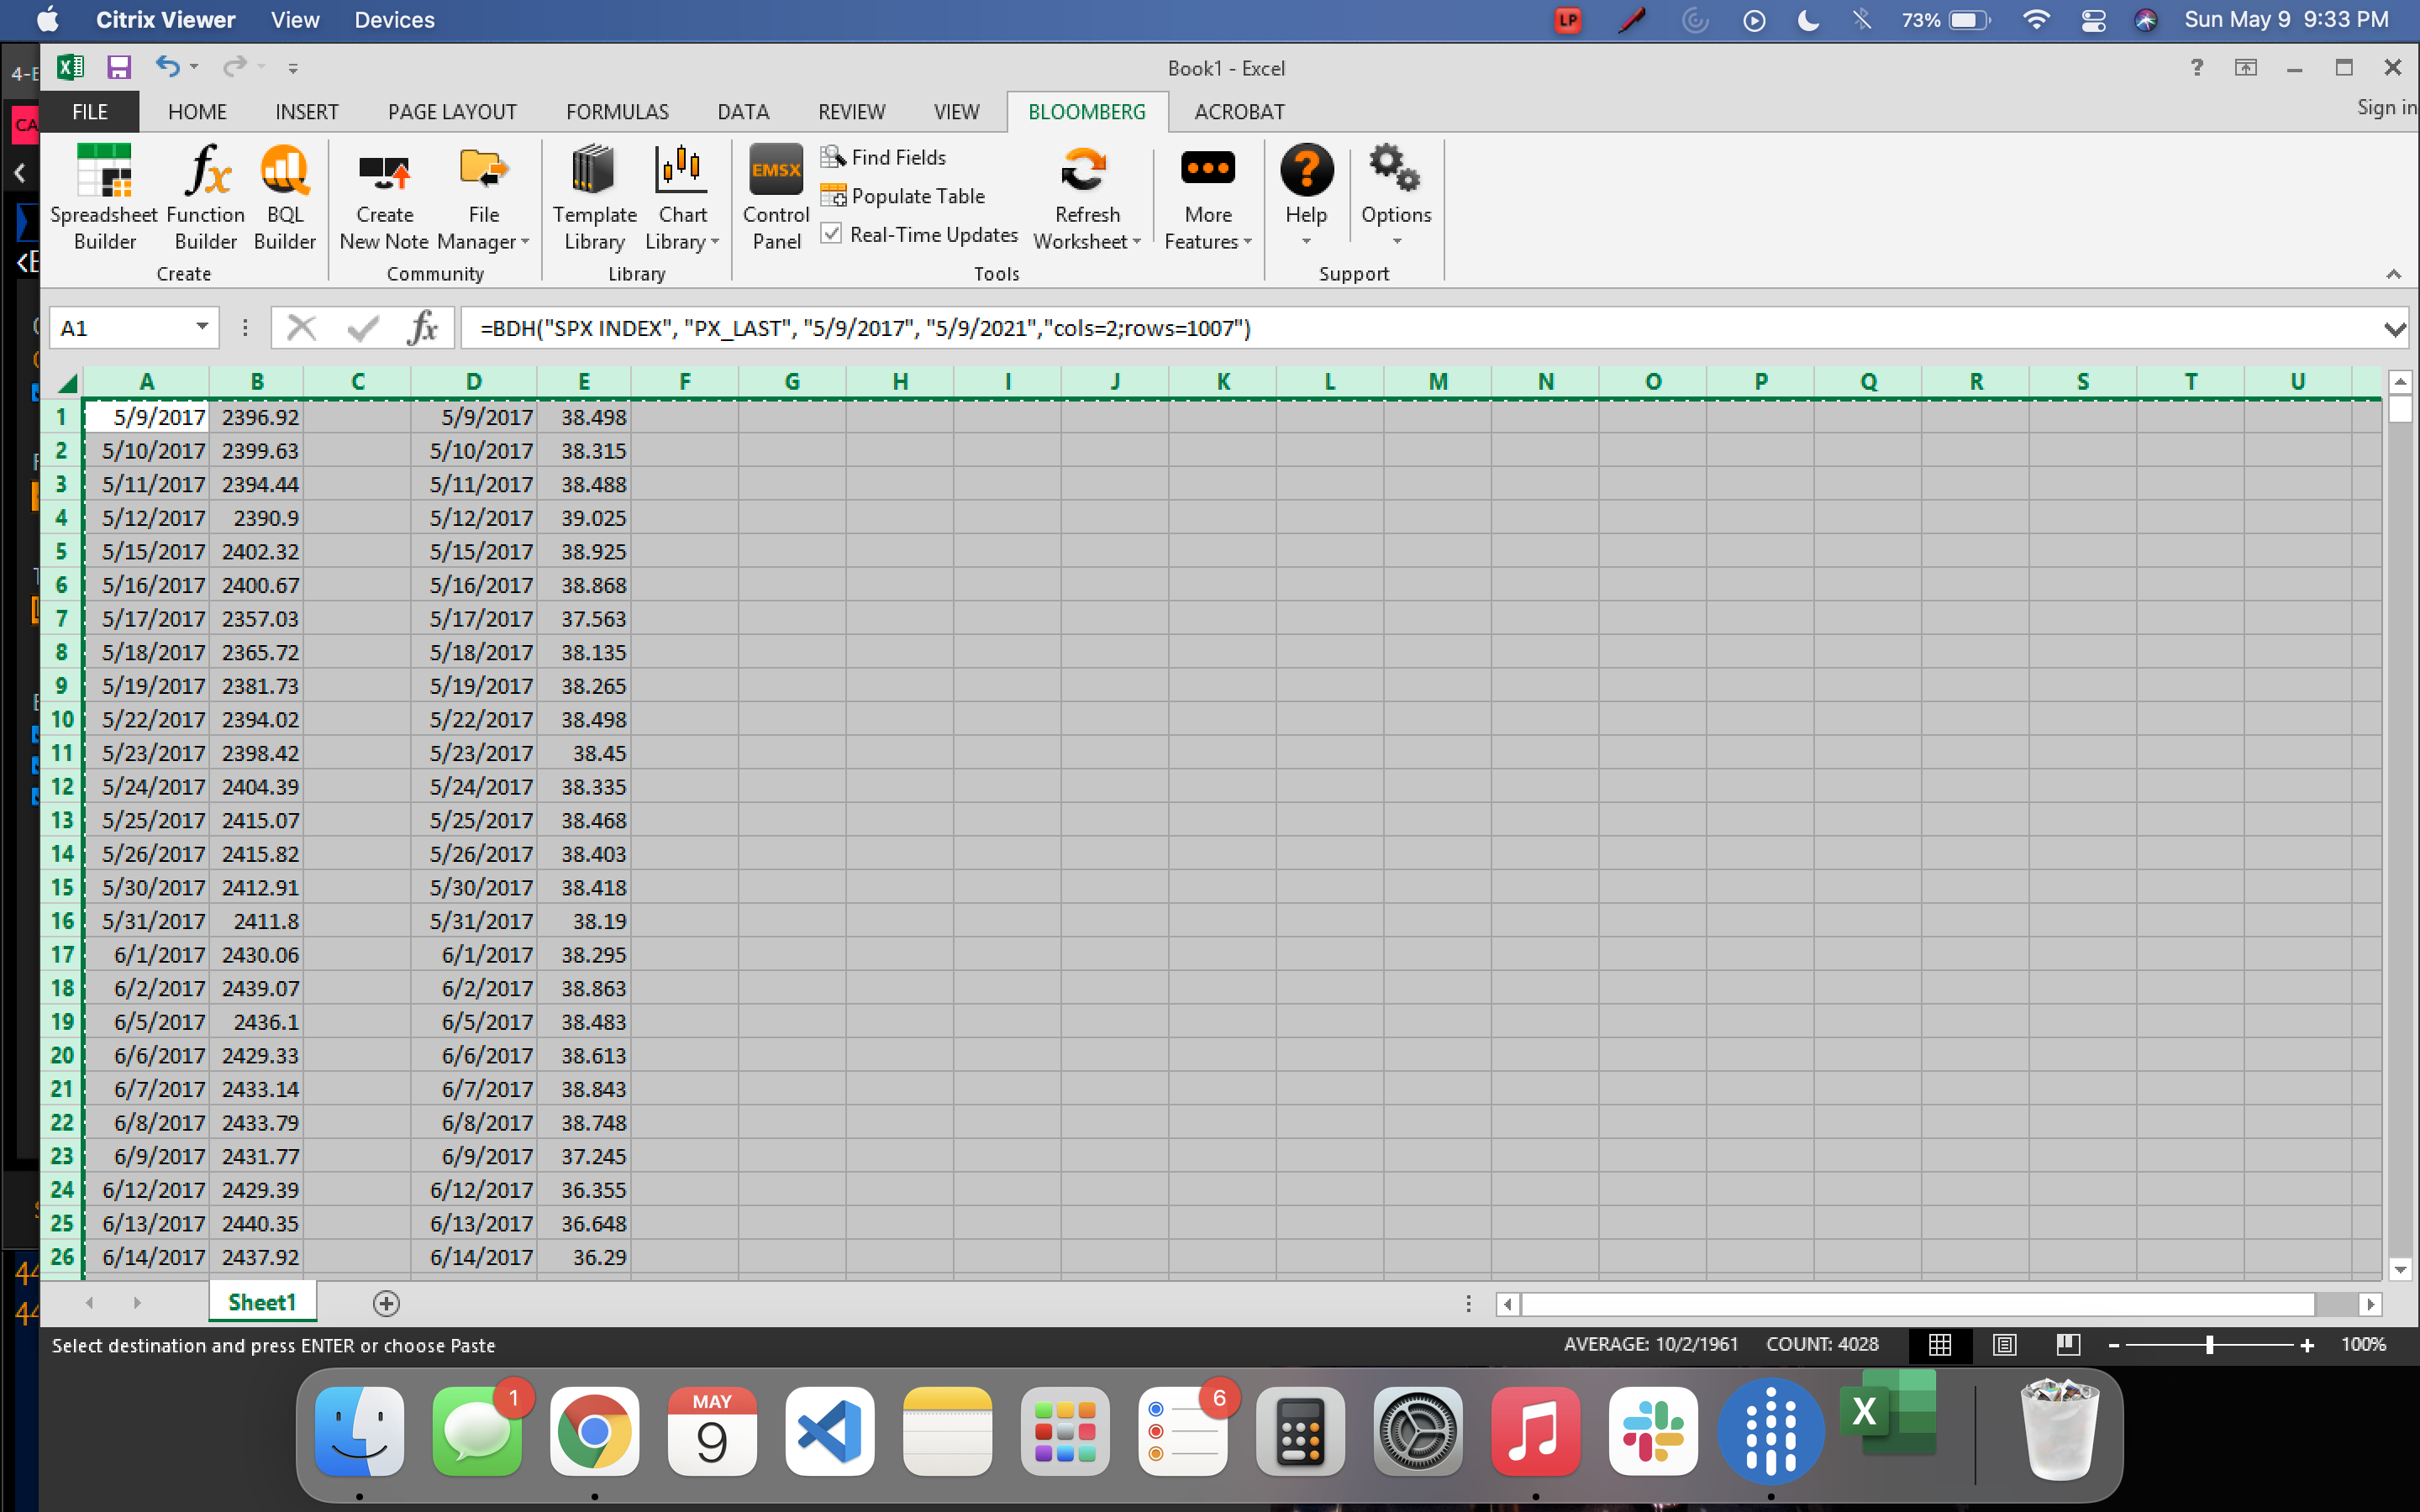 Citrix Viewer View Devices LP 73% Sun May 9 9:33 PM
4-E
CA
Book1 - Excel
FILE HOME INSERT PAGE LAYOUT FORMULAS DATA REVIEW VIEW BLOOMBERG ACROBAT Sign in
EMSX
Find Fields
Populate Table
Real-Time Updates
Spreadsheet Builder
Function Builder
BQL Builder
Create New Note
File Manager
Template Library
Chart Library
Control Panel
Refresh Worksheet
More Features
Help
Options
Create Community Library Tools Support
A1 fx =BDH("SPX INDEX", "PX_LAST", "5/9/2017", "5/9/2021","cols=2;rows=1007")
A B C D E F G H I J K L M N O P Q R S T U
1 5/9/2017 2396.92 5/9/2017 38.498
2 5/10/2017 2399.63 5/10/2017 38.315
3 5/11/2017 2394.44 5/11/2017 38.488
4 5/12/2017 2390.9 5/12/2017 39.025
5 5/15/2017 2402.32 5/15/2017 38.925
6 5/16/2017 2400.67 5/16/2017 38.868
7 5/17/2017 2357.03 5/17/2017 37.563
8 5/18/2017 2365.72 5/18/2017 38.135
9 5/19/2017 2381.73 5/19/2017 38.265
10 5/22/2017 2394.02 5/22/2017 38.498
11 5/23/2017 2398.42 5/23/2017 38.45
12 5/24/2017 2404.39 5/24/2017 38.335
13 5/25/2017 2415.07 5/25/2017 38.468
14 5/26/2017 2415.82 5/26/2017 38.403
15 5/30/2017 2412.91 5/30/2017 38.418
16 5/31/2017 2411.8 5/31/2017 38.19
17 6/1/2017 2430.06 6/1/2017 38.295
18 6/2/2017 2439.07 6/2/2017 38.863
19 6/5/2017 2436.1 6/5/2017 38.483
20 6/6/2017 2429.33 6/6/2017 38.613
21 6/7/2017 2433.14 6/7/2017 38.843
22 6/8/2017 2433.79 6/8/2017 38.748
23 6/9/2017 2431.77 6/9/2017 37.245
24 6/12/2017 2429.39 6/12/2017 36.355
25 6/13/2017 2440.35 6/13/2017 36.648
26 6/14/2017 2437.92 6/14/2017 36.29
44
44
Sheet1
Select destination and press ENTER or choose Paste AVERAGE: 10/2/1961 COUNT: 4028 100%
1 MAY 9 6 X